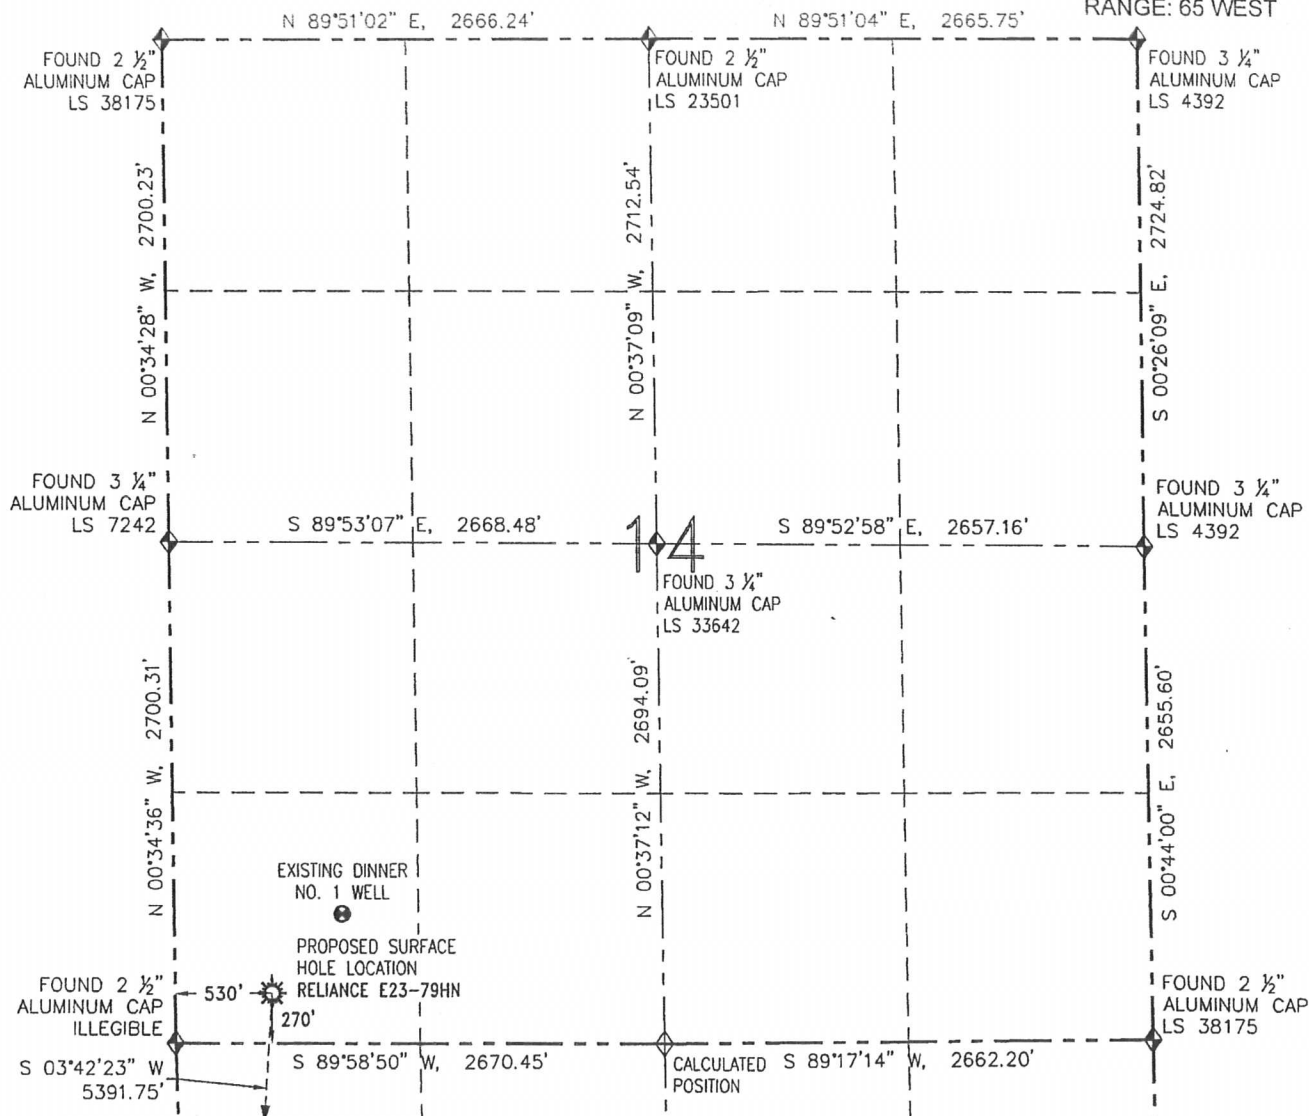 RANGE: 65 WEST
N 89°51'02" E, 2666.24'
N 89°51'04" E, 2665.75'
FOUND 2 ½"
ALUMINUM CAP
LS 38175
FOUND 2 ½"
ALUMINUM CAP
LS 23501
FOUND 3 ¼"
ALUMINUM CAP
LS 4392
N 00°34'28" W, 2700.23'
N 00°37'09" W, 2712.54'
S 00°26'09" E, 2724.82'
FOUND 3 ¼"
ALUMINUM CAP
LS 7242
S 89°53'07" E, 2668.48'
14
S 89°52'58" E, 2657.16'
FOUND 3 ¼"
ALUMINUM CAP
LS 4392
FOUND 3 ¼"
ALUMINUM CAP
LS 33642
N 00°34'36" W, 2700.31'
N 00°37'12" W, 2694.09'
S 00°44'00" E, 2655.60'
EXISTING DINNER
NO. 1 WELL
PROPOSED SURFACE
HOLE LOCATION
RELIANCE E23-79HN
530'
270'
FOUND 2 ½"
ALUMINUM CAP
ILLEGIBLE
FOUND 2 ½"
ALUMINUM CAP
LS 38175
S 03°42'23" W
5391.75'
S 89°58'50" W, 2670.45'
CALCULATED
POSITION
S 89°17'14" W, 2662.20'